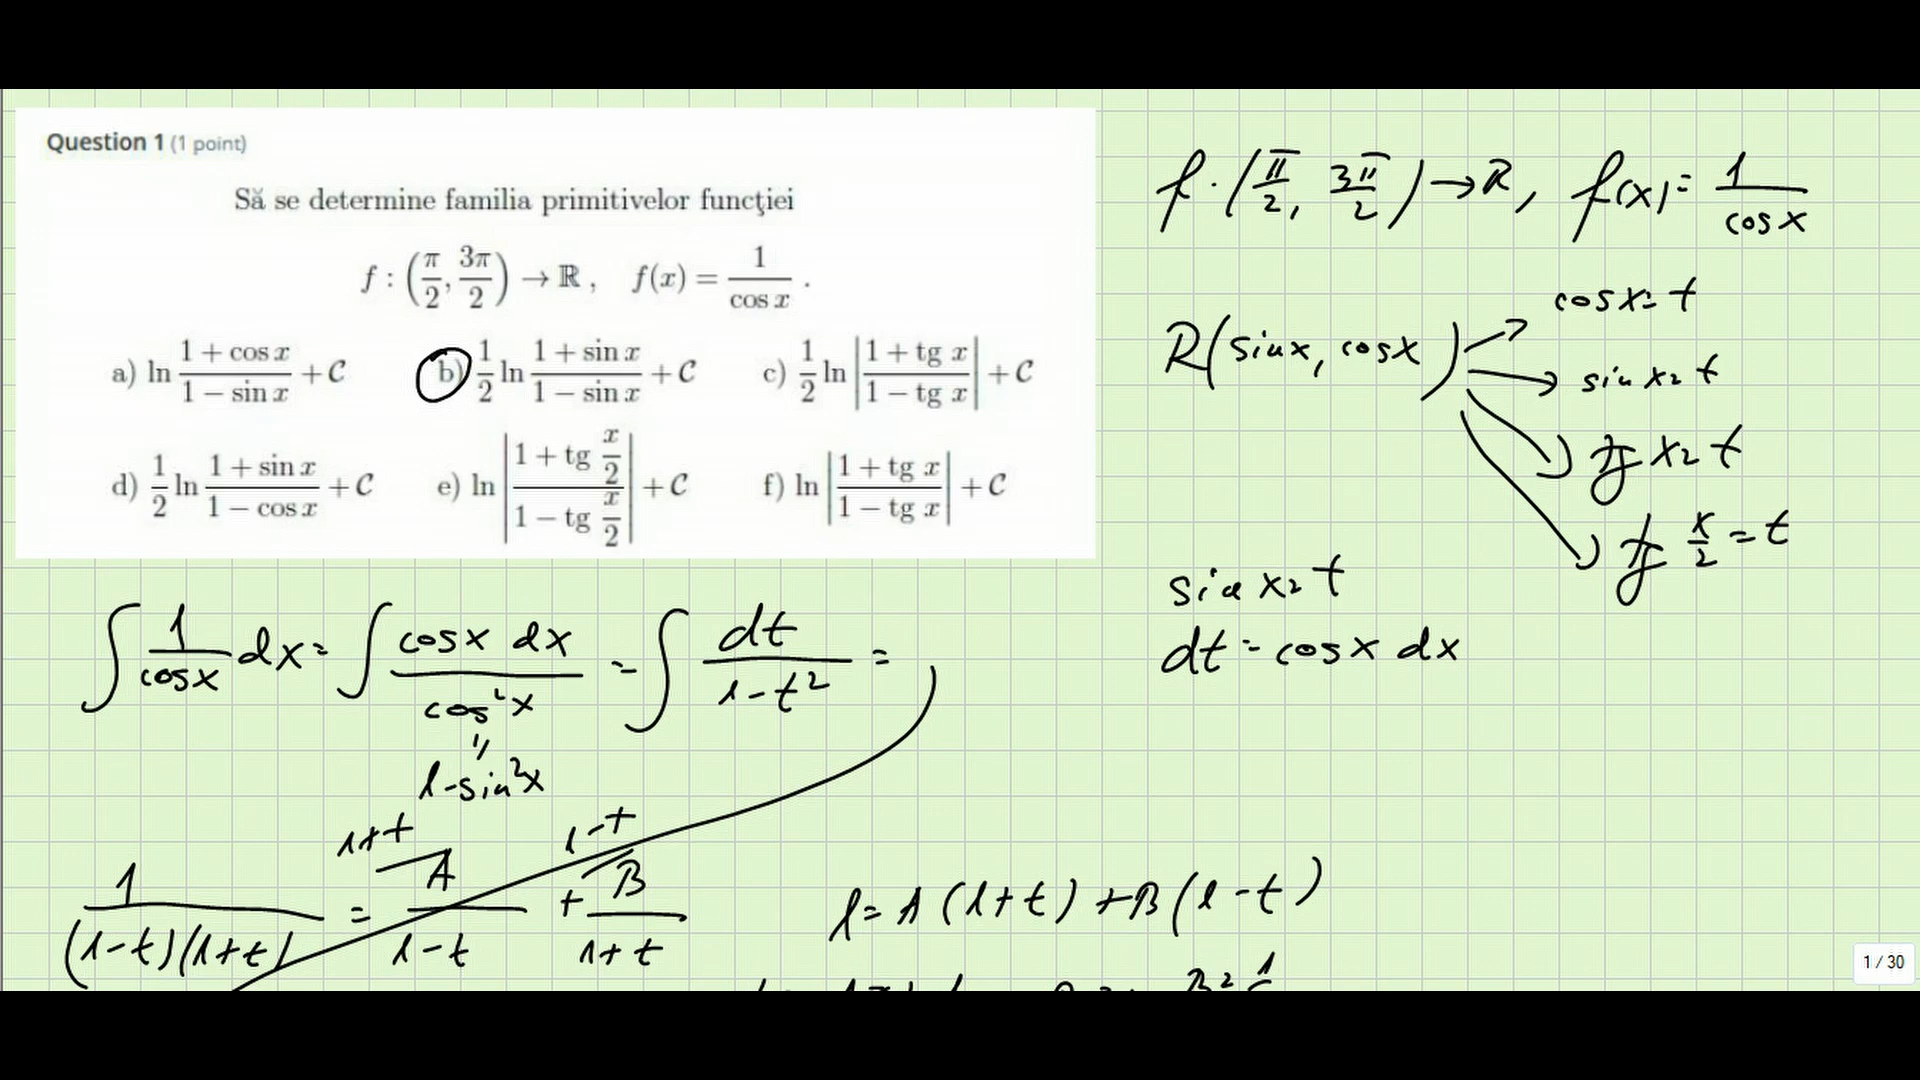 Question 1 (1 point)
Să se determine familia primitivelor funcţiei
f : (π/2, 3π/2) → ℝ ,   f(x) = 1/cos x .
a) ln (1 + cos x)/(1 − sin x) + C   b) 1/2 ln (1 + sin x)/(1 − sin x) + C   c) 1/2 ln |(1 + tg x)/(1 − tg x)| + C
d) 1/2 ln (1 + sin x)/(1 − cos x) + C   e) ln |(1 + tg x/2)/(1 − tg x/2)| + C   f) ln |(1 + tg x)/(1 − tg x)| + C
f : (π/2, 3π/2) → R, f(x) = 1/cos x
R(sin x, cos x)
cos x = t
sin x = t
tg x = t
tg x/2 = t
sin x = t
dt = cos x dx
∫ 1/cos x dx = ∫ cos x dx/cos² x = ∫ dt/1-t² =
1-sin²x
1/(1-t)(1+t) = 1+t A/1-t + 1-t B/1+t
1 = A(1+t) + B(1-t)
1 / 30